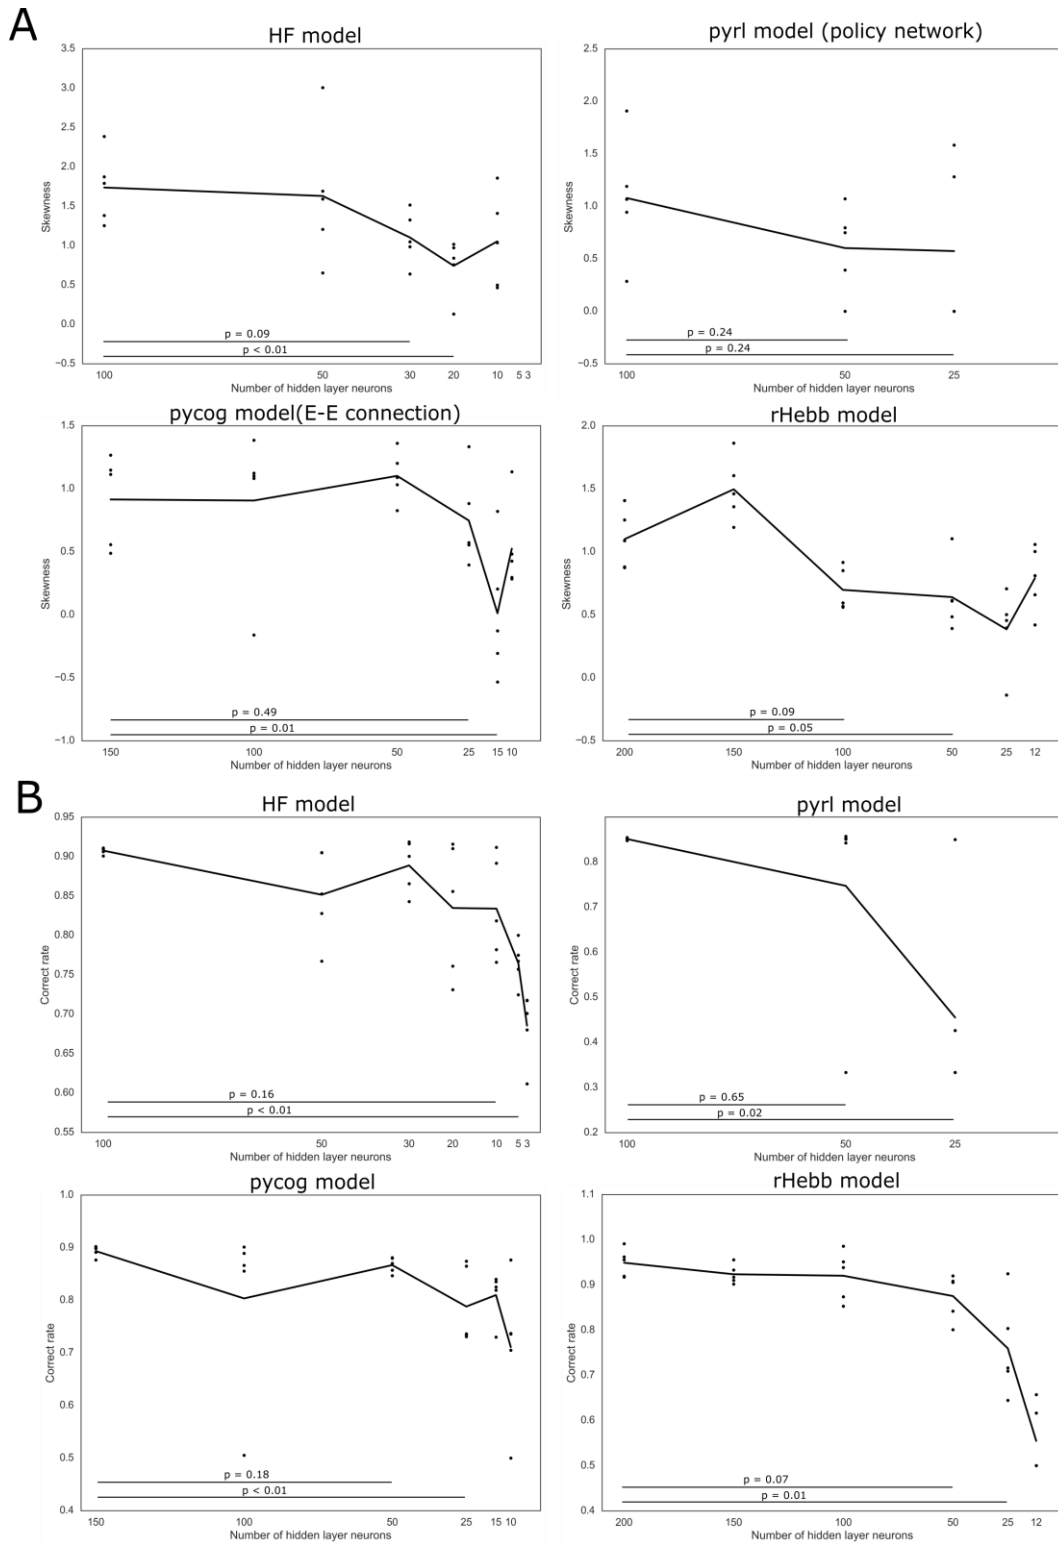 A
HF model
3.5
3.0
2.5
2.0
1.5
1.0
0.5
0.0
−0.5
Skewness
p = 0.09
p < 0.01
100 50 30 20 10 5 3
Number of hidden layer neurons
pyrl model (policy network)
2.5
2.0
1.5
1.0
0.5
0.0
−0.5
Skewness
p = 0.24
p = 0.24
100 50 25
Number of hidden layer neurons
pycog model(E-E connection)
1.5
1.0
0.5
0.0
−0.5
−1.0
Skewness
p = 0.49
p = 0.01
150 100 50 25 15 10
Number of hidden layer neurons
rHebb model
2.0
1.5
1.0
0.5
0.0
−0.5
Skewness
p = 0.09
p = 0.05
200 150 100 50 25 12
Number of hidden layer neurons
B
HF model
0.95
0.90
0.85
0.80
0.75
0.70
0.65
0.60
0.55
Correct rate
p = 0.16
p < 0.01
100 50 30 20 10 5 3
Number of hidden layer neurons
pyrl model
0.8
0.7
0.6
0.5
0.4
0.3
0.2
Correct rate
p = 0.65
p = 0.02
100 50 25
Number of hidden layer neurons
pycog model
1.0
0.9
0.8
0.7
0.6
0.5
0.4
Correct rate
p = 0.18
p < 0.01
150 100 50 25 15 10
Number of hidden layer neurons
rHebb model
1.1
1.0
0.9
0.8
0.7
0.6
0.5
0.4
Correct rate
p = 0.07
p = 0.01
200 150 100 50 25 12
Number of hidden layer neurons